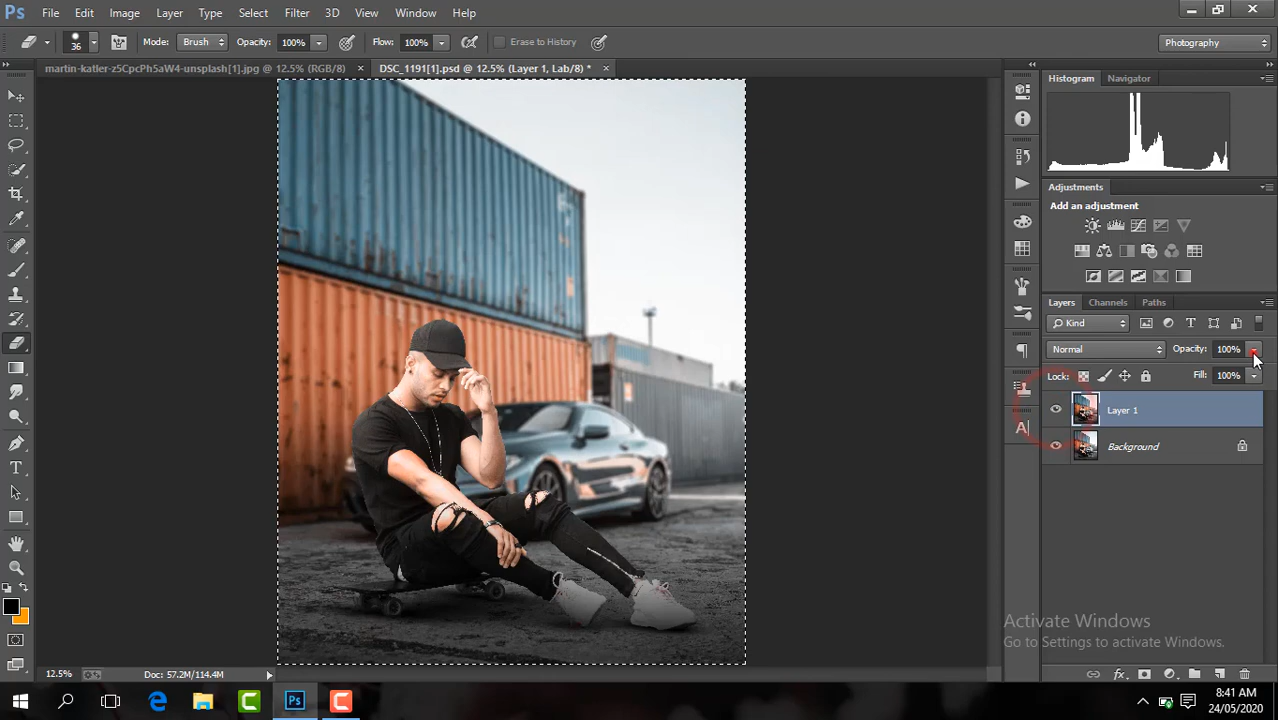 Ps File Edit Image Layer Type Select Filter 3D View Window Help
36 Mode: Brush Opacity: 100% Flow: 100% Erase to History Photography
martin-katler-z5CpcPh5aW4-unsplash[1].jpg @ 12.5% (RGB/8) × DSC_1191[1].psd @ 12.5% (Layer 1, Lab/8) * ×
Histogram Navigator
Adjustments
Add an adjustment
Layers Channels Paths
Kind
Normal Opacity: 100%
Lock: Fill: 100%
Layer 1
Background
Activate Windows
Go to Settings to activate Windows.
12.5% Doc: 57.2M/114.4M
8:41 AM
24/05/2020